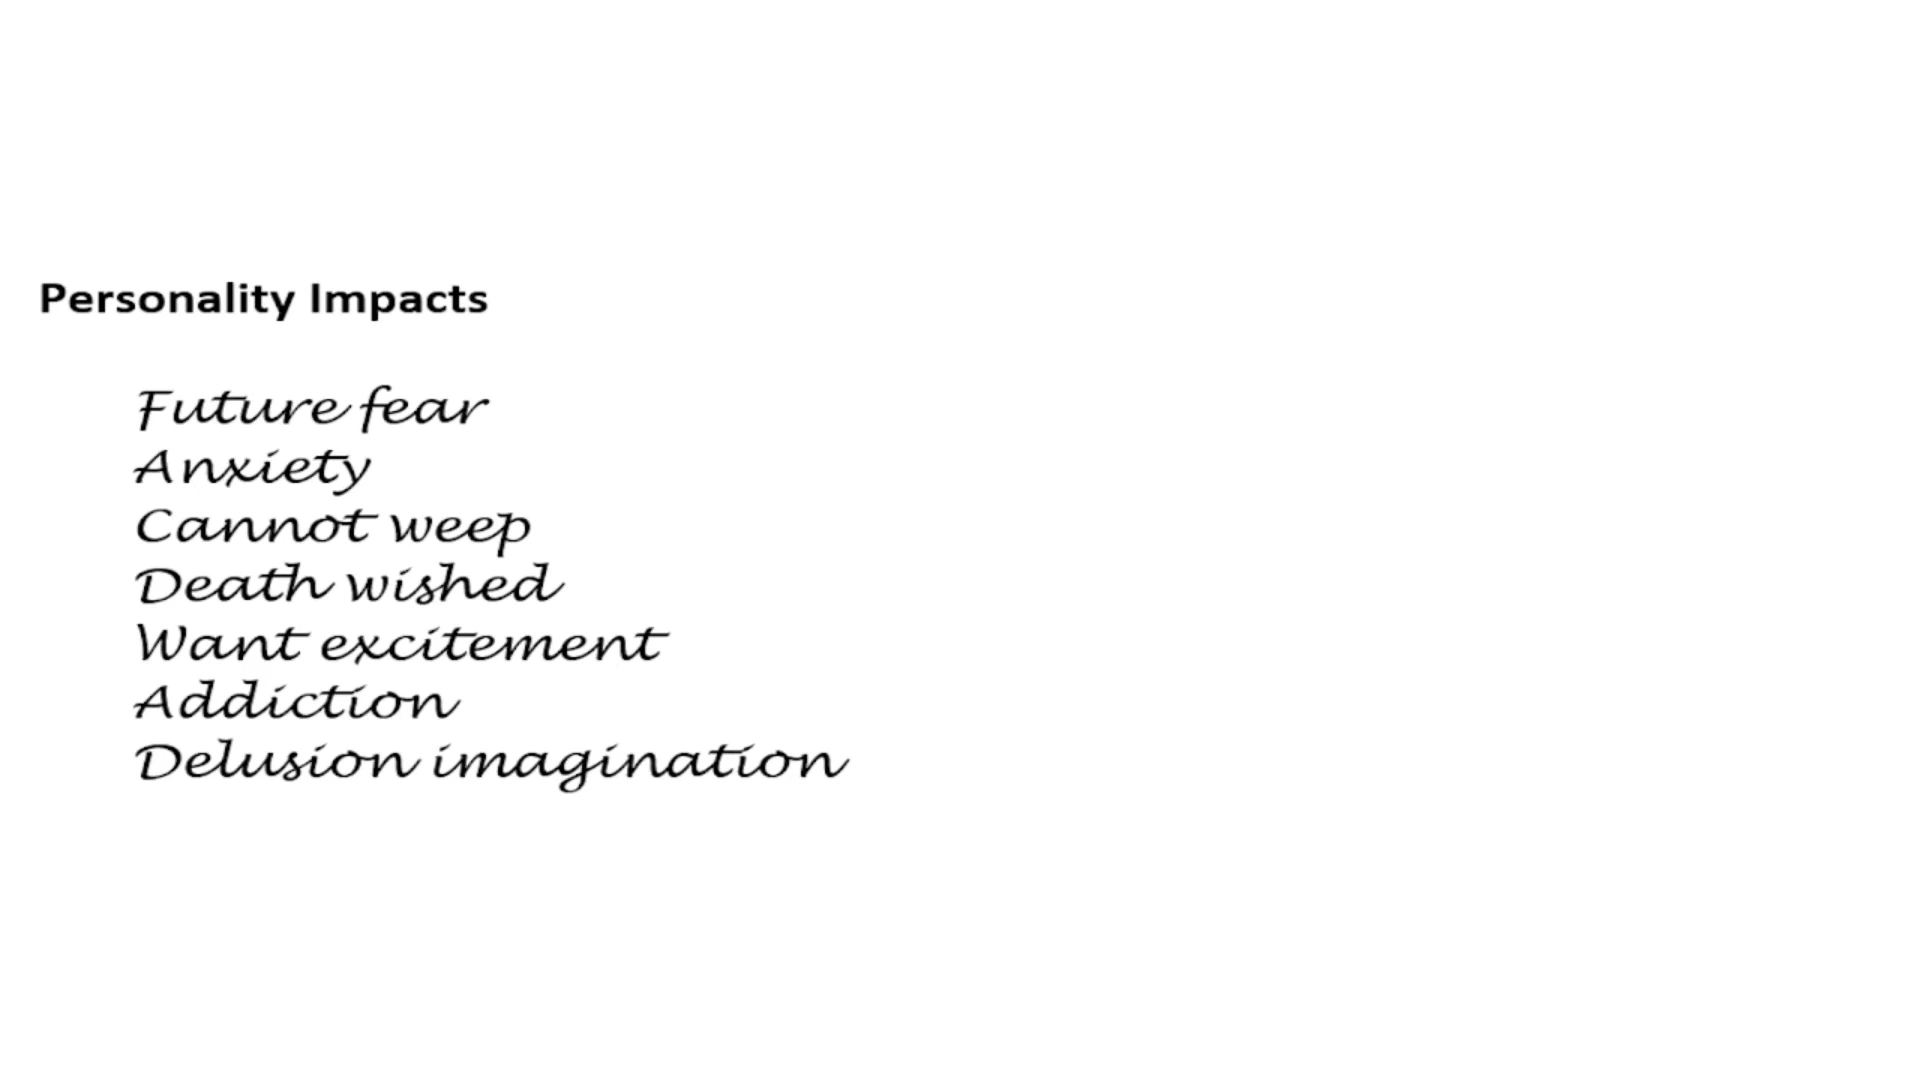 Personality Impacts
Future fear
Anxiety
Cannot weep
Death wished
Want excitement
Addiction
Delusion imagination